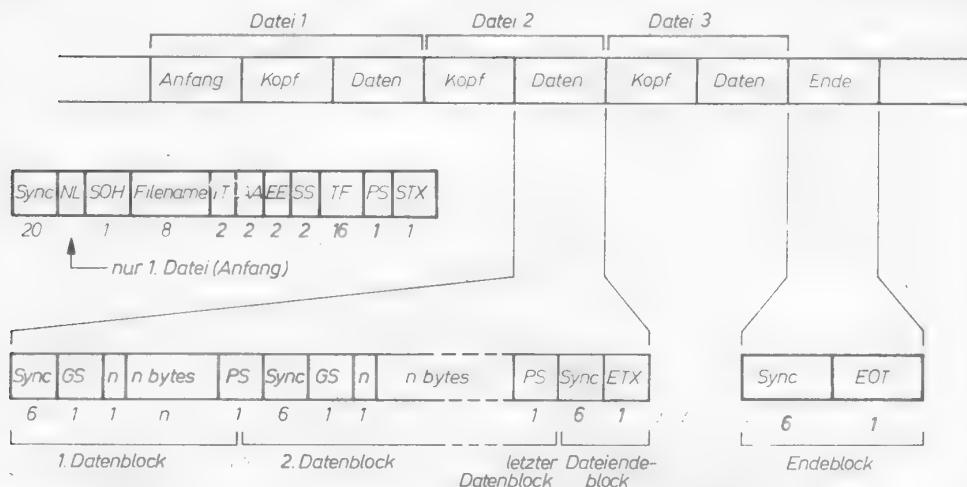 Datei 1 Datei 2 Datei 3
Anfang Kopf Daten Kopf Daten Kopf Daten Ende
Sync NL SOH Filename T AA EE SS TF PS STX
20 1 8 2 2 2 2 16 1 1
nur 1. Datei (Anfang)
Sync GS n n bytes PS Sync GS n n bytes PS Sync ETX
6 1 1 n 1 6 1 1 1 6 1
Sync EOT
6 1
1. Datenblock 2. Datenblock letzter Datenblock Dateiende-
block
Endeblock